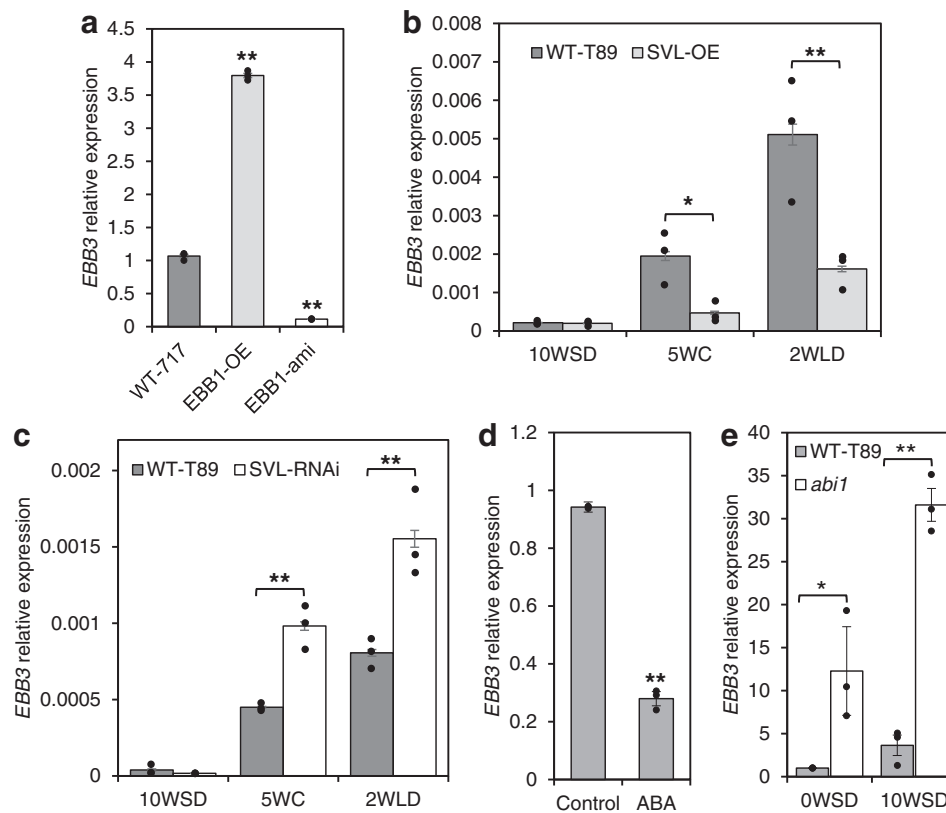 a
EBB3 relative expression
4.5
4
3.5
3
2.5
2
1.5
1
0.5
0
**
**
WT-717
EBB1-OE
EBB1-ami
b
EBB3 relative expression
0.008
0.007
0.006
0.005
0.004
0.003
0.002
0.001
0
WT-T89 SVL-OE
*
**
10WSD 5WC 2WLD
c
EBB3 relative expression
0.002
0.0015
0.001
0.0005
0
WT-T89 SVL-RNAi
**
**
10WSD 5WC 2WLD
d
EBB3 relative expression
1.2
1
0.8
0.6
0.4
0.2
0
**
Control ABA
e
EBB3 relative expression
40
35
30
25
20
15
10
5
0
WT-T89
abi1
*
**
0WSD 10WSD